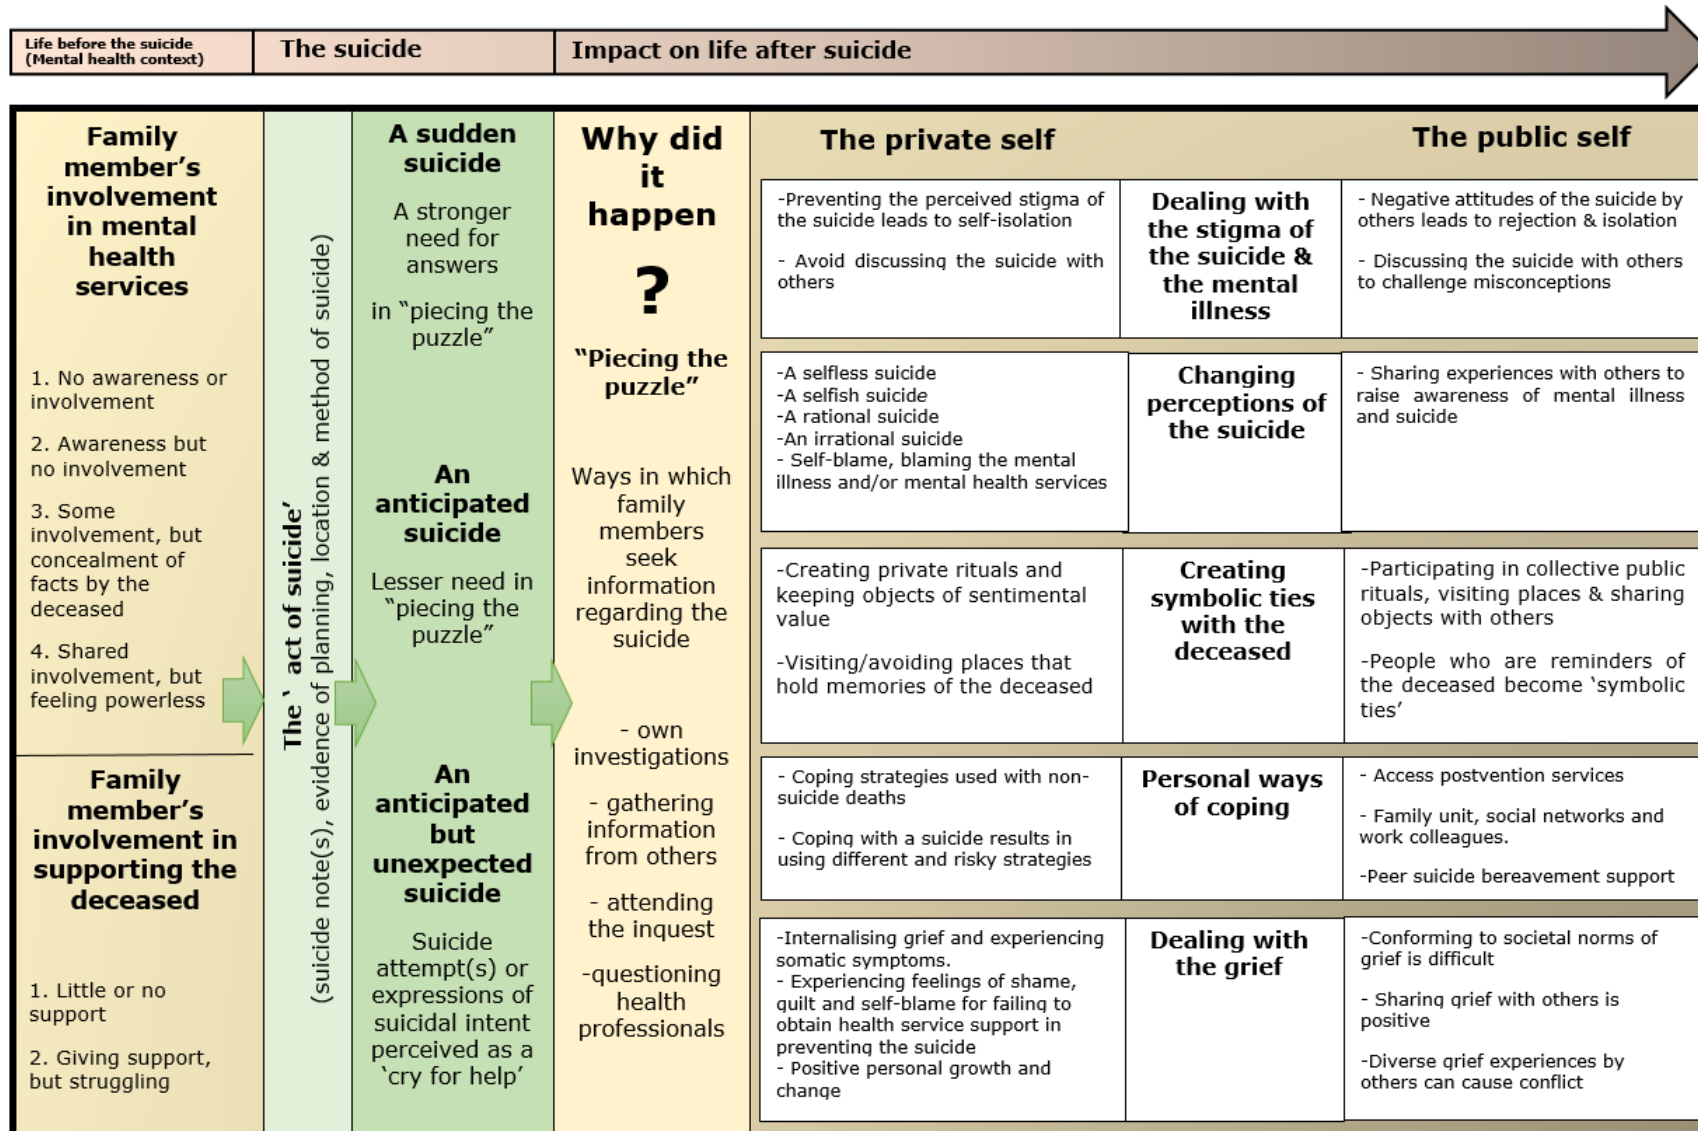 Life before the suicide
(Mental health context)
The suicide
Impact on life after suicide
Family
member’s
involvement
in mental
health
services
1. No awareness or
involvement
2. Awareness but
no involvement
3. Some
involvement, but
concealment of
facts by the
deceased
4. Shared
involvement, but
feeling powerless
Family
member’s
involvement in
supporting the
deceased
1. Little or no
support
2. Giving support,
but struggling
The ‘ act of suicide’
(suicide note(s), evidence of planning, location & method of suicide)
A sudden
suicide
A stronger
need for
answers
in “piecing the
puzzle”
An
anticipated
suicide
Lesser need in
“piecing the
puzzle”
An
anticipated
but
unexpected
suicide
Suicide
attempt(s) or
expressions of
suicidal intent
perceived as a
‘cry for help’
Why did
it
happen
?
“Piecing the
puzzle”
Ways in which
family
members
seek
information
regarding the
suicide
- own
investigations
- gathering
information
from others
- attending
the inquest
-questioning
health
professionals
The private self
The public self
-Preventing the perceived stigma of
the suicide leads to self-isolation
- Avoid discussing the suicide with
others
Dealing with
the stigma of
the suicide &
the mental
illness
- Negative attitudes of the suicide by
others leads to rejection & isolation
- Discussing the suicide with others
to challenge misconceptions
-A selfless suicide
-A selfish suicide
-A rational suicide
-An irrational suicide
- Self-blame, blaming the mental
illness and/or mental health services
Changing
perceptions of
the suicide
- Sharing experiences with others to
raise awareness of mental illness
and suicide
-Creating private rituals and
keeping objects of sentimental
value
-Visiting/avoiding places that
hold memories of the deceased
Creating
symbolic ties
with the
deceased
-Participating in collective public
rituals, visiting places & sharing
objects with others
-People who are reminders of
the deceased become ‘symbolic
ties’
- Coping strategies used with non-
suicide deaths
- Coping with a suicide results in
using different and risky strategies
Personal ways
of coping
- Access postvention services
- Family unit, social networks and
work colleagues.
-Peer suicide bereavement support
-Internalising grief and experiencing
somatic symptoms.
- Experiencing feelings of shame,
guilt and self-blame for failing to
obtain health service support in
preventing the suicide
- Positive personal growth and
change
Dealing with
the grief
-Conforming to societal norms of
grief is difficult
- Sharing grief with others is
positive
-Diverse grief experiences by
others can cause conflict